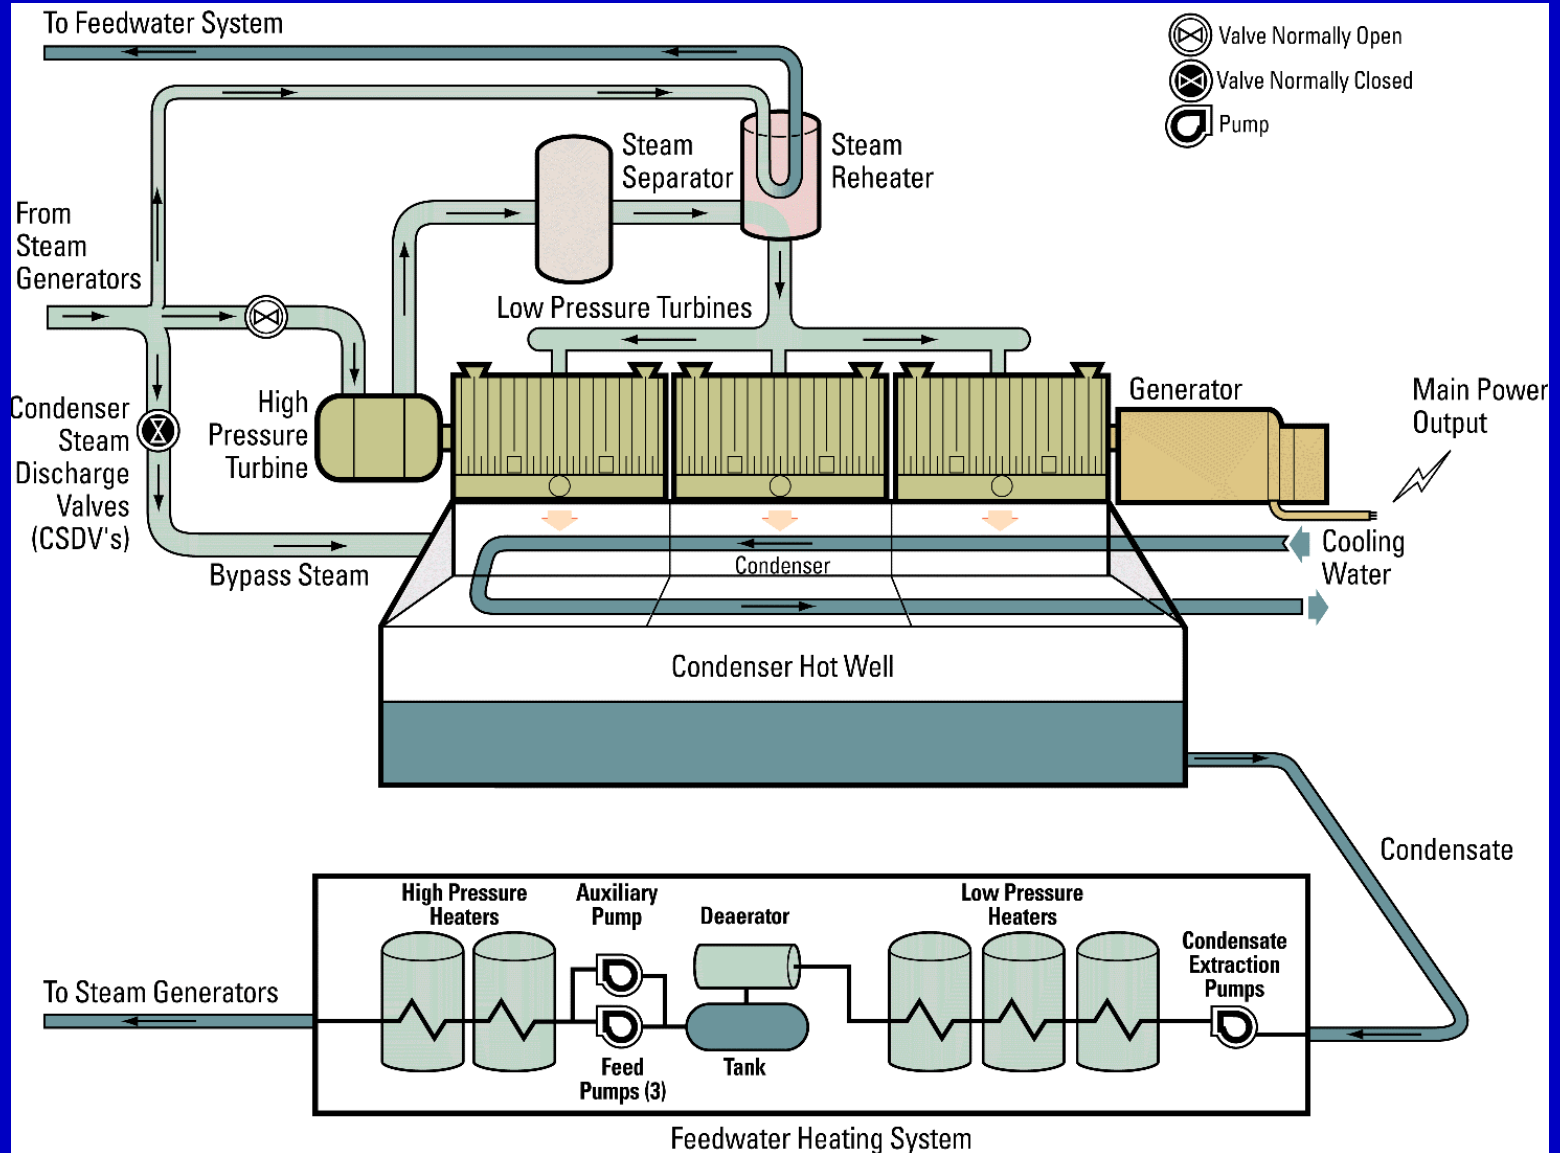 To Feedwater System
Valve Normally Open
Valve Normally Closed
Pump
Steam
Separator
Steam
Reheater
From
Steam
Generators
Low Pressure Turbines
High
Pressure
Turbine
Generator
Main Power
Output
Condenser
Steam
Discharge
Valves
(CSDV's)
Bypass Steam
Condenser
Cooling
Water
Condenser Hot Well
Condensate
High Pressure
Heaters
Auxiliary
Pump
Deaerator
Low Pressure
Heaters
Condensate
Extraction
Pumps
To Steam Generators
Feed
Pumps (3)
Tank
Feedwater Heating System